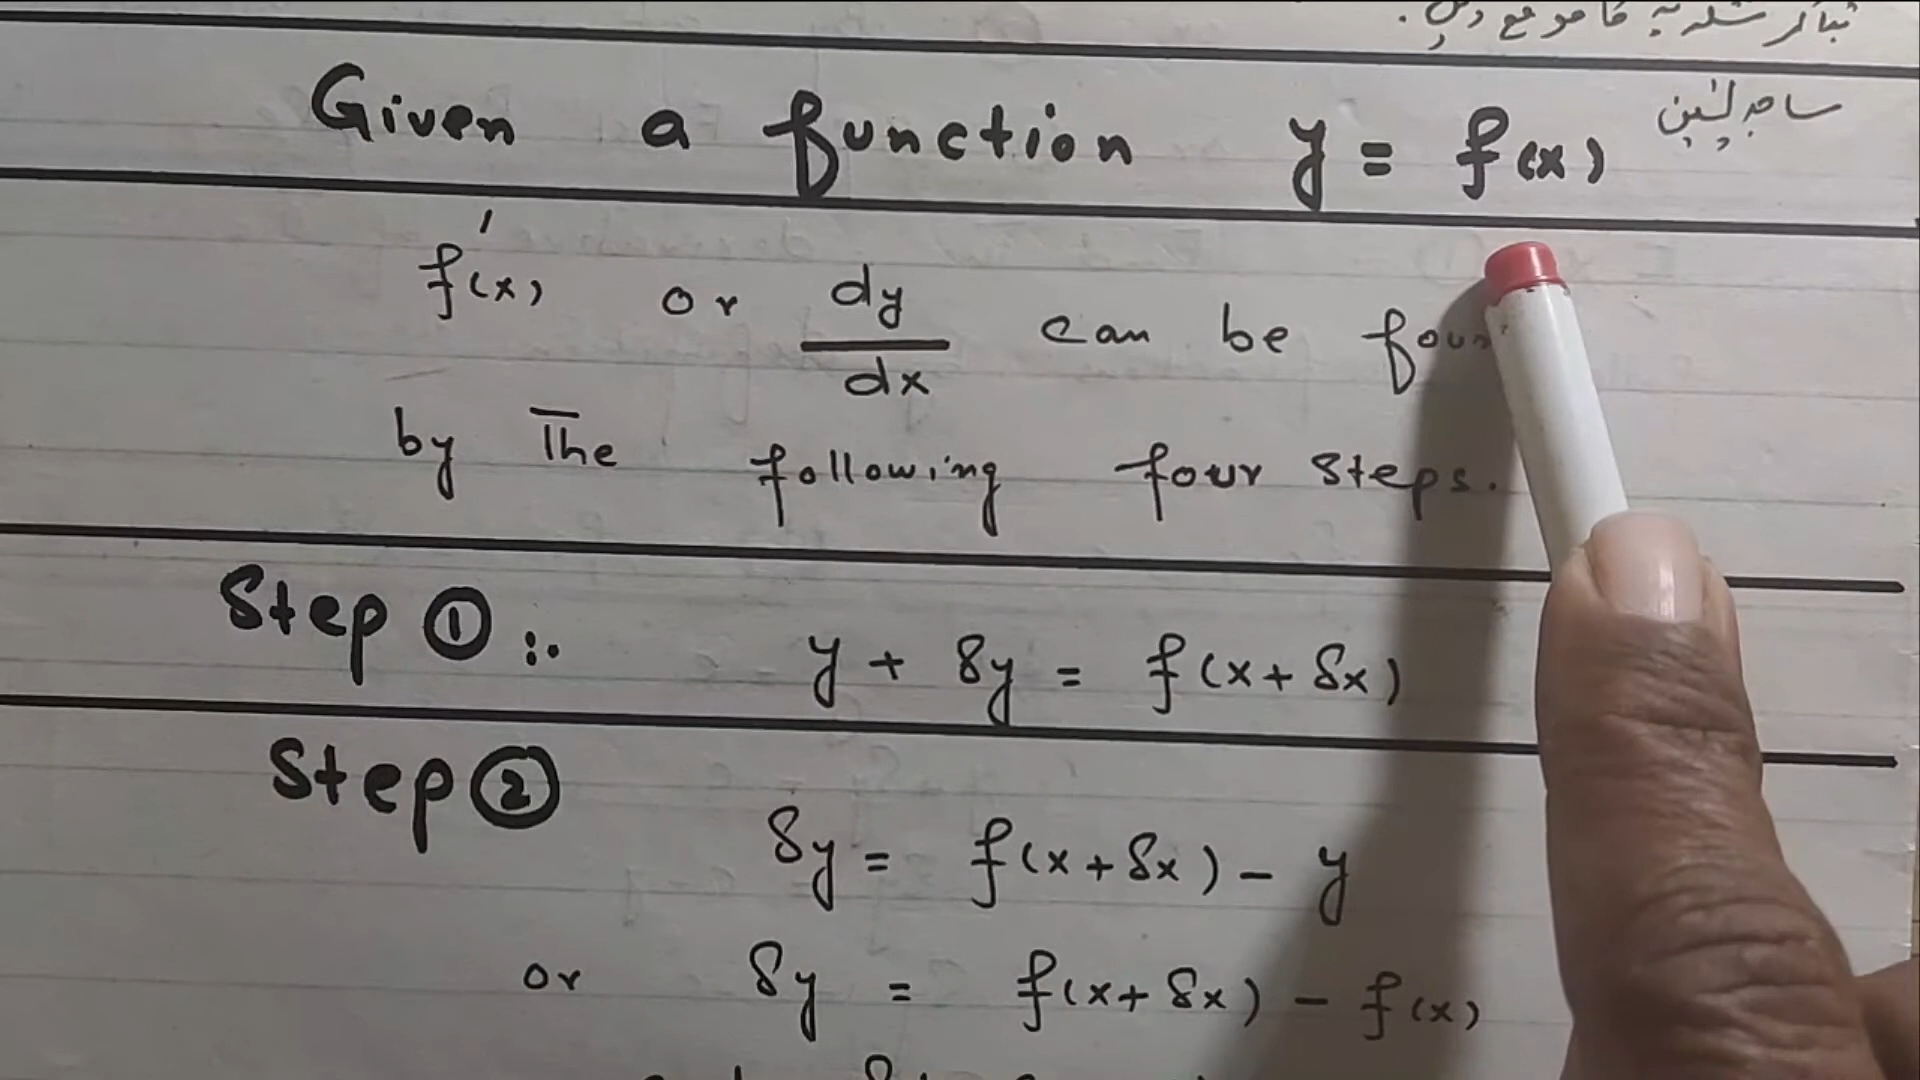 Given a function y = f(x)
f'(x) or dy/dx can be foun
by The following four steps.
Step ① :. y + δy = f(x + δx)
Step ② δy = f(x + δx) - y
or δy = f(x + δx) - f(x)